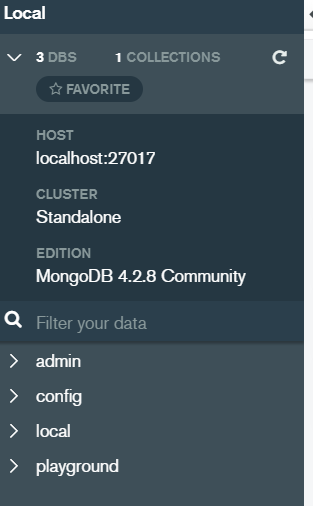 Local
3 DBS 1 COLLECTIONS
FAVORITE
HOST
localhost:27017
CLUSTER
Standalone
EDITION
MongoDB 4.2.8 Community
Filter your data
admin
config
local
playground